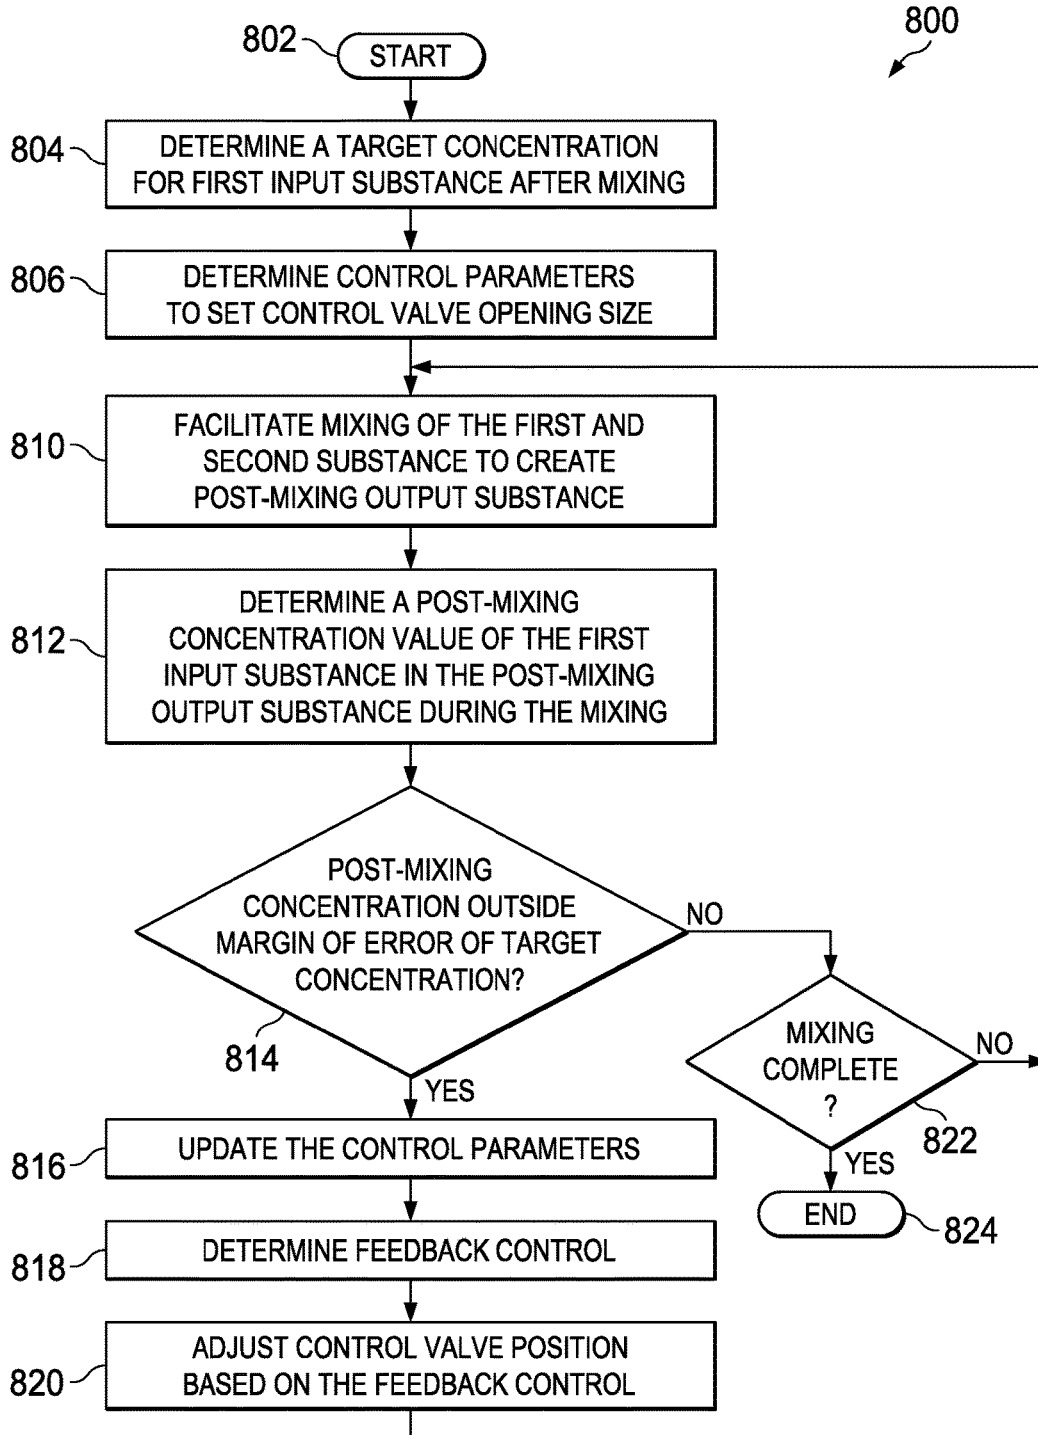 800
802
START
804
DETERMINE A TARGET CONCENTRATION
FOR FIRST INPUT SUBSTANCE AFTER MIXING
806
DETERMINE CONTROL PARAMETERS
TO SET CONTROL VALVE OPENING SIZE
810
FACILITATE MIXING OF THE FIRST AND
SECOND SUBSTANCE TO CREATE
POST-MIXING OUTPUT SUBSTANCE
812
DETERMINE A POST-MIXING
CONCENTRATION VALUE OF THE FIRST
INPUT SUBSTANCE IN THE POST-MIXING
OUTPUT SUBSTANCE DURING THE MIXING
POST-MIXING
CONCENTRATION OUTSIDE
MARGIN OF ERROR OF TARGET
CONCENTRATION?
814
NO
YES
MIXING
COMPLETE
?
822
NO
YES
END
824
816
UPDATE THE CONTROL PARAMETERS
818
DETERMINE FEEDBACK CONTROL
820
ADJUST CONTROL VALVE POSITION
BASED ON THE FEEDBACK CONTROL